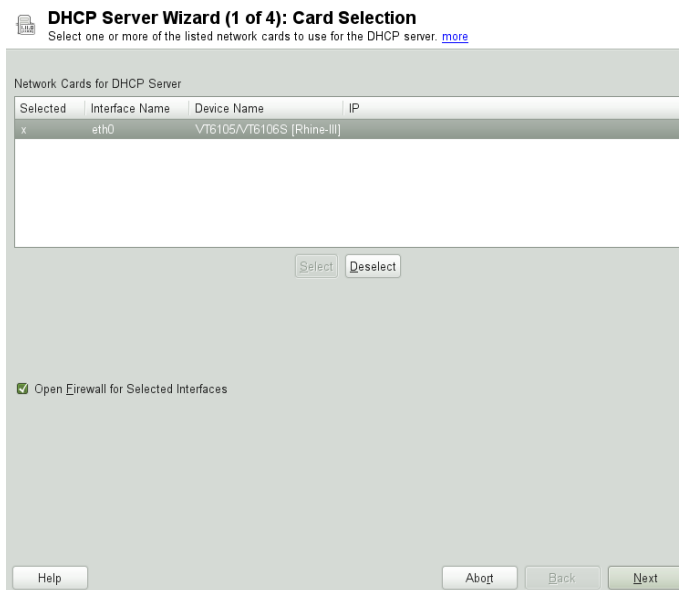 DHCP Server Wizard (1 of 4): Card Selection
Select one or more of the listed network cards to use for the DHCP server. more
Network Cards for DHCP Server
Selected Interface Name Device Name IP
x eth0 VT6105/VT6106S [Rhine-III]
Select Deselect
Open Firewall for Selected Interfaces
Help Abort Back Next